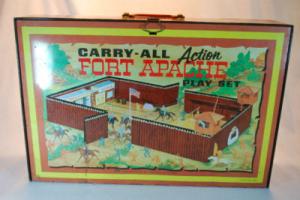 CARRY-ALL Action
FORT APACHE
PLAY SET